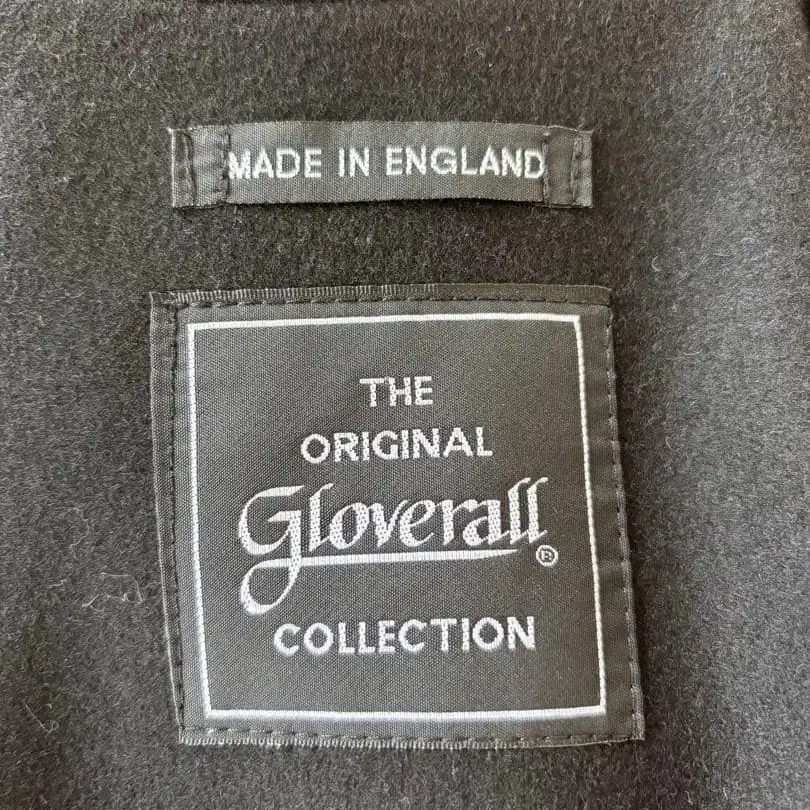 MADE IN ENGLAND
THE
ORIGINAL
Gloverall®
COLLECTION